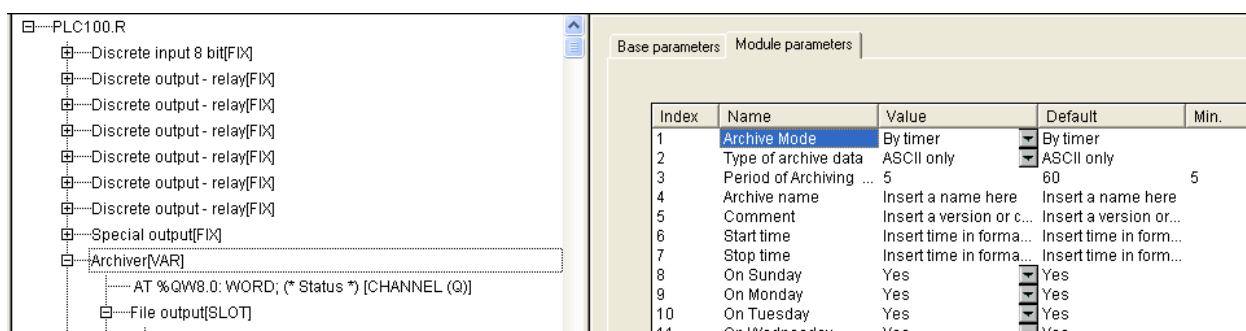 PLC100.R
Discrete input 8 bit[FIX]
Discrete output - relay[FIX]
Discrete output - relay[FIX]
Discrete output - relay[FIX]
Discrete output - relay[FIX]
Discrete output - relay[FIX]
Discrete output - relay[FIX]
Special output[FIX]
Archiver[VAR]
AT %QW8.0: WORD; (* Status *) [CHANNEL (Q)]
File output[SLOT]
Base parameters Module parameters
Index Name Value Default Min.
1 Archive Mode By timer By timer
2 Type of archive data ASCII only ASCII only
3 Period of Archiving ... 5 60 5
4 Archive name Insert a name here Insert a name here
5 Comment Insert a version or c... Insert a version or...
6 Start time Insert time in forma... Insert time in form...
7 Stop time Insert time in forma... Insert time in form...
8 On Sunday Yes Yes
9 On Monday Yes Yes
10 On Tuesday Yes Yes